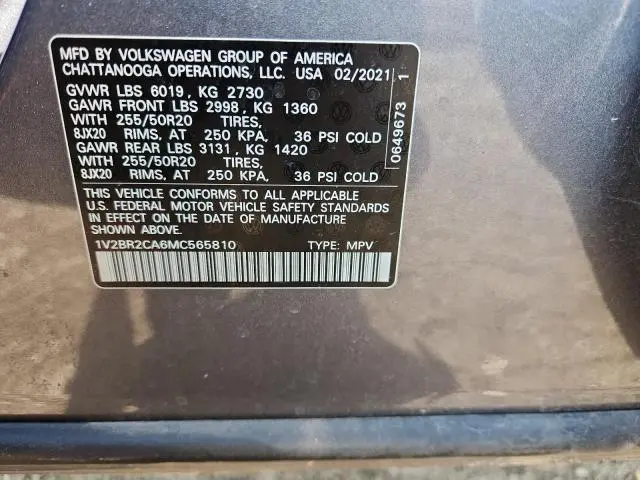 MFD BY VOLKSWAGEN GROUP OF AMERICA
CHATTANOOGA OPERATIONS, LLC. USA 02/2021
GVWR LBS 6019 , KG 2730
GAWR FRONT LBS 2998 , KG 1360
WITH 255/50R20 TIRES,
8JX20 RIMS, AT 250 KPA, 36 PSI COLD
GAWR REAR LBS 3131 , KG 1420
WITH 255/50R20 TIRES,
8JX20 RIMS, AT 250 KPA, 36 PSI COLD
THIS VEHICLE CONFORMS TO ALL APPLICABLE
U.S. FEDERAL MOTOR VEHICLE SAFETY STANDARDS
IN EFFECT ON THE DATE OF MANUFACTURE
SHOWN ABOVE.
1V2BR2CA6MC565810 TYPE: MPV
0649673 1